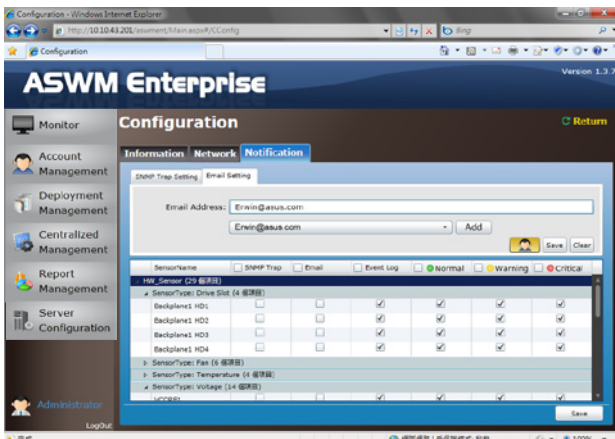 Configuration - Windows Internet Explorer
http://10.10.43.201/aswment/Main.aspx#/CConfig
bing
Configuration
ASWM Enterprise
Version 1.3.7
Monitor
Account Management
Deployment Management
Centralized Management
Report Management
Server Configuration
Administrator
LogOut
Configuration
Return
Information Network Notification
SNMP Trap Setting Email Setting
Email Address: Erwin@asus.com
Erwin@asus.com Add
Save Clear
SensorName SNMP Trap Email Event Log Normal Warning Critical
HW_Sensor (29 個項目)
SensorType: Drive Slot (4 個項目)
Backplane1 HD1
Backplane1 HD2
Backplane1 HD3
Backplane1 HD4
SensorType: Fan (6 個項目)
SensorType: Temperature (4 個項目)
SensorType: Voltage (14 個項目)
Save
完成
100%